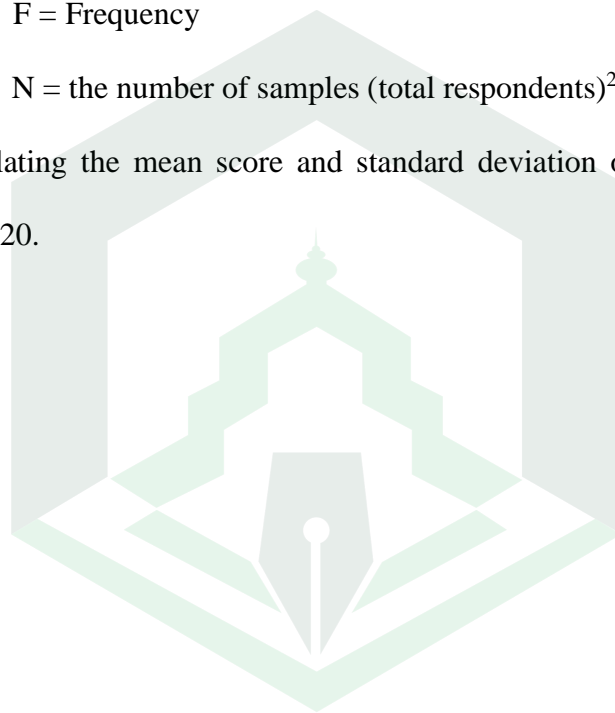 F = Frequency
N = the number of samples (total respondents)²
lating the mean score and standard deviation
20.